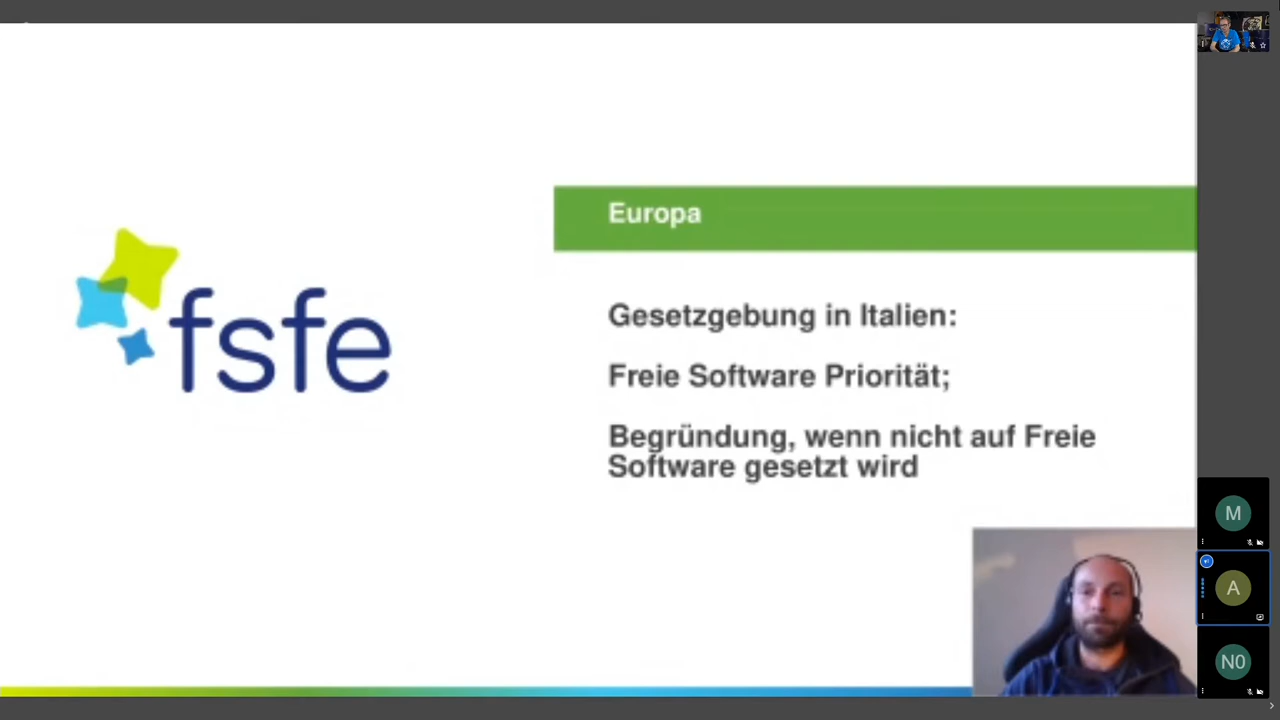 fsfe
Europa
Gesetzgebung in Italien:
Freie Software Priorität;
Begründung, wenn nicht auf Freie
Software gesetzt wird
M
A
N0